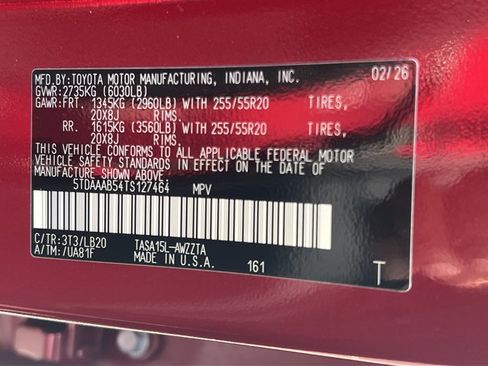 MFD.BY:TOYOTA MOTOR MANUFACTURING, INDIANA, INC. 02/26
GVWR:2735KG (6030LB)
GAWR:FRT. 1345KG (2960LB) WITH 255/55R20 TIRES,
20X8J RIMS.
RR. 1615KG (3560LB) WITH 255/55R20 TIRES,
20X8J RIMS.
THIS VEHICLE CONFORMS TO ALL APPLICABLE FEDERAL MOTOR
VEHICLE SAFETY STANDARDS IN EFFECT ON THE DATE OF
MANUFACTURE SHOWN ABOVE.
5TDAAAB54TS127464 MPV
C/TR:3T3/LB20 TASA15L-AWZZTA
A/TM:/UA81F MADE IN U.S.A. 161 T